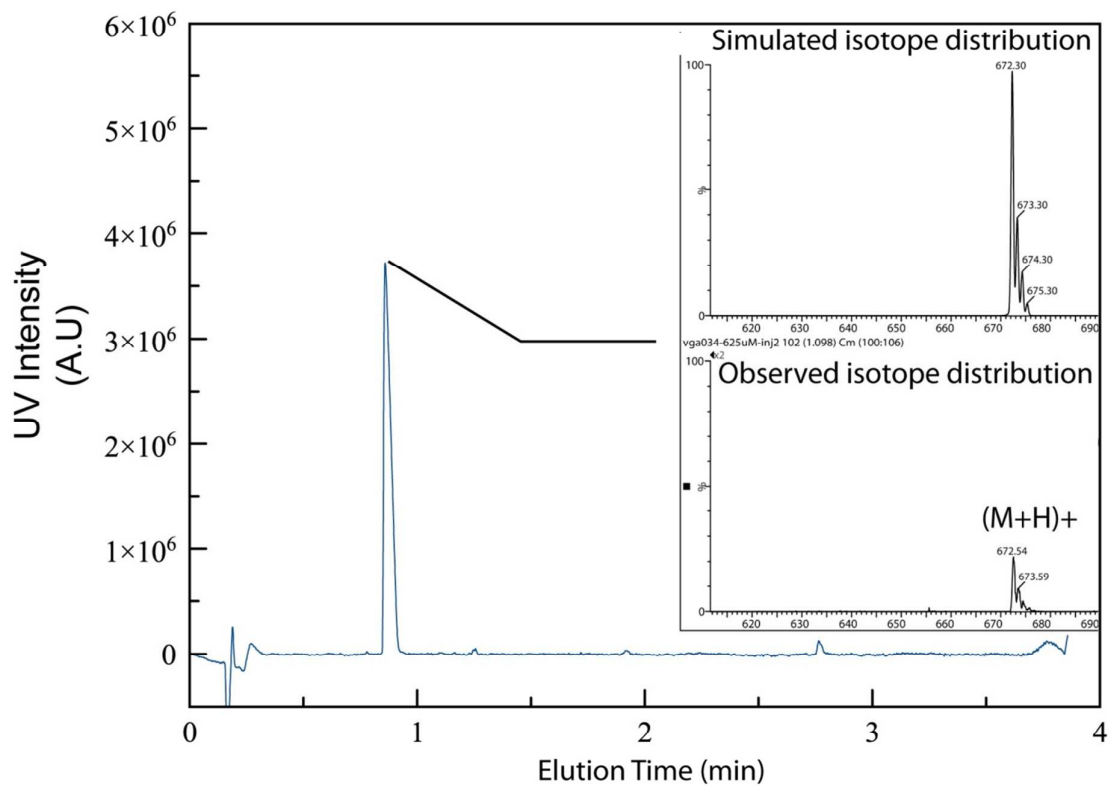 6×10⁶
5×10⁶
4×10⁶
3×10⁶
2×10⁶
1×10⁶
0
UV Intensity
(A.U)
0 1 2 3 4
Elution Time (min)
Simulated isotope distribution
100
%
0
672.30
673.30
674.30
675.30
620 630 640 650 660 670 680 690
vga034-625uM-inj2 102 (1.098) Cm (100:106)
x2
100
%
0
Observed isotope distribution
(M+H)+
672.54
673.59
620 630 640 650 660 670 680 690